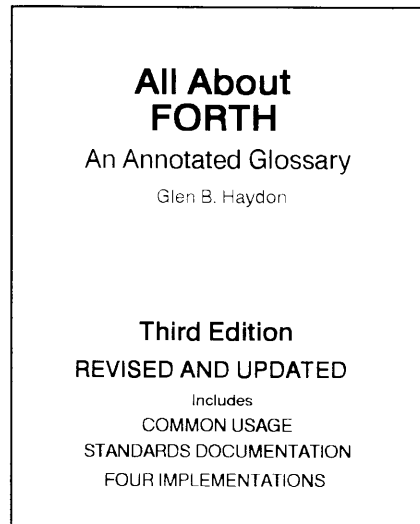 All About
FORTH
An Annotated Glossary
Glen B. Haydon
Third Edition
REVISED AND UPDATED
Includes
COMMON USAGE
STANDARDS DOCUMENTATION
FOUR IMPLEMENTATIONS